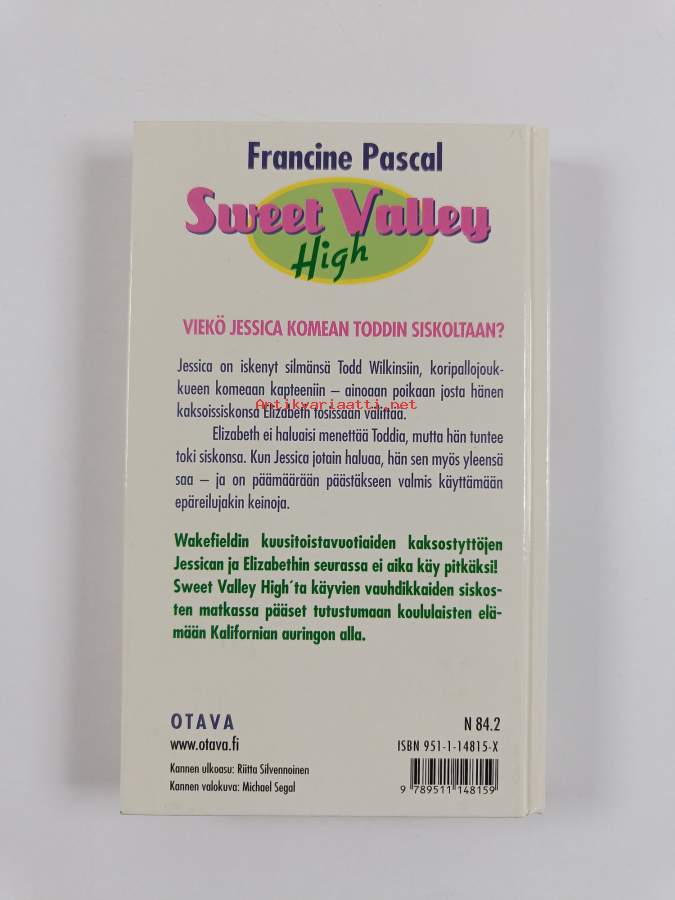 Francine Pascal
Sweet Valley
High
VIEKÖ JESSICA KOMEAN TODDIN SISKOLTAAN?
Jessica on iskenyt silmänsä Todd Wilkinsiin, koripallojouk-
kueen komeaan kapteeniin – ainoaan poikaan josta hänen
Antikvariaatti.net
kaksoissiskonsa Elizabeth tosissaan välittää.
Elizabeth ei haluaisi menettää Toddia, mutta hän tuntee
toki siskonsa. Kun Jessica jotain haluaa, hän sen myös yleensä
saa – ja on päämäärään päästäkseen valmis käyttämään
epäreilujakin keinoja.
Wakefieldin kuusitoistavuotiaiden kaksostyttöjen
Jessican ja Elizabethin seurassa ei aika käy pitkäksi!
Sweet Valley High´ta käyvien vauhdikkaiden siskos-
ten matkassa pääset tutustumaan koululaisten elä-
mään Kalifornian auringon alla.
OTAVA
www.otava.fi
Kannen ulkoasu: Riitta Silvennoinen
Kannen valokuva: Michael Segal
N 84.2
ISBN 951-1-14815-X
9 789511 148159